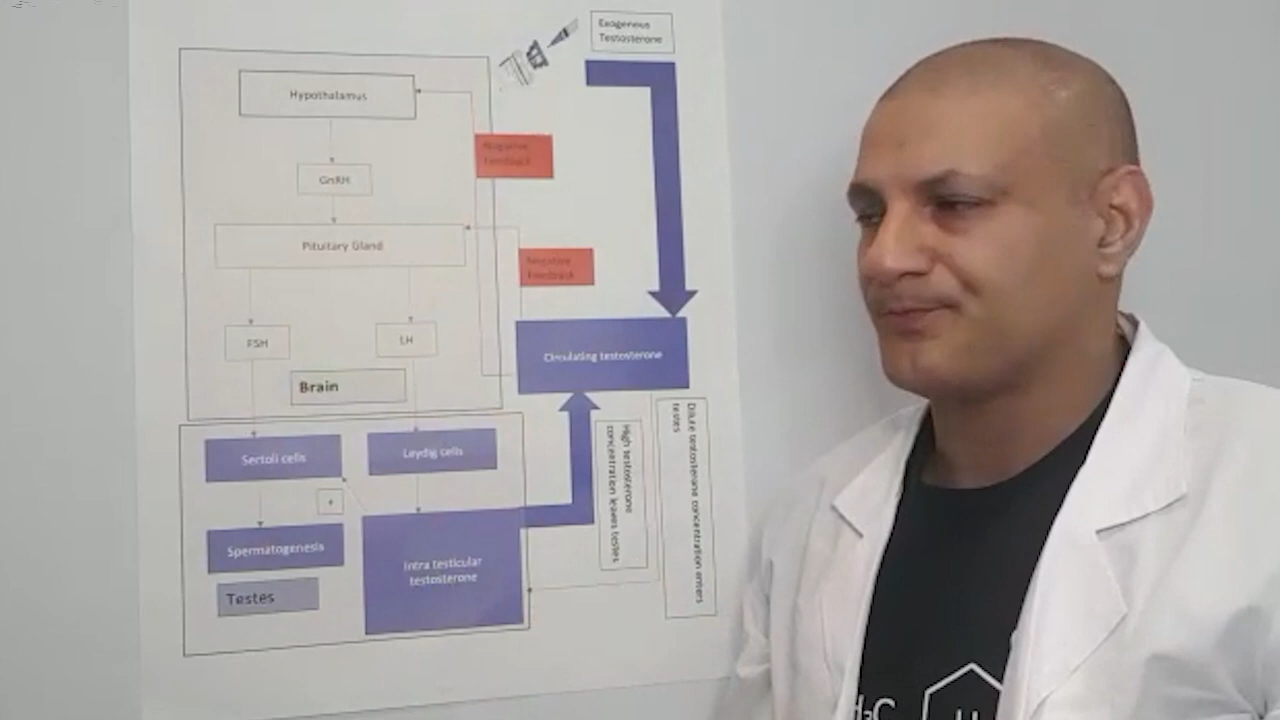 Exogenous
Testosterone
Hypothalamus
Negative
Feedback
GnRH
Pituitary Gland
Negative
Feedback
FSH
LH
Circulating testosterone
Brain
Sertoli cells
Leydig cells
High testosterone
concentration leaves testes
Dilute testosterone concentration enters
testes
+
Spermatogenesis
Intra testicular
testosterone
Testes
H3C
H